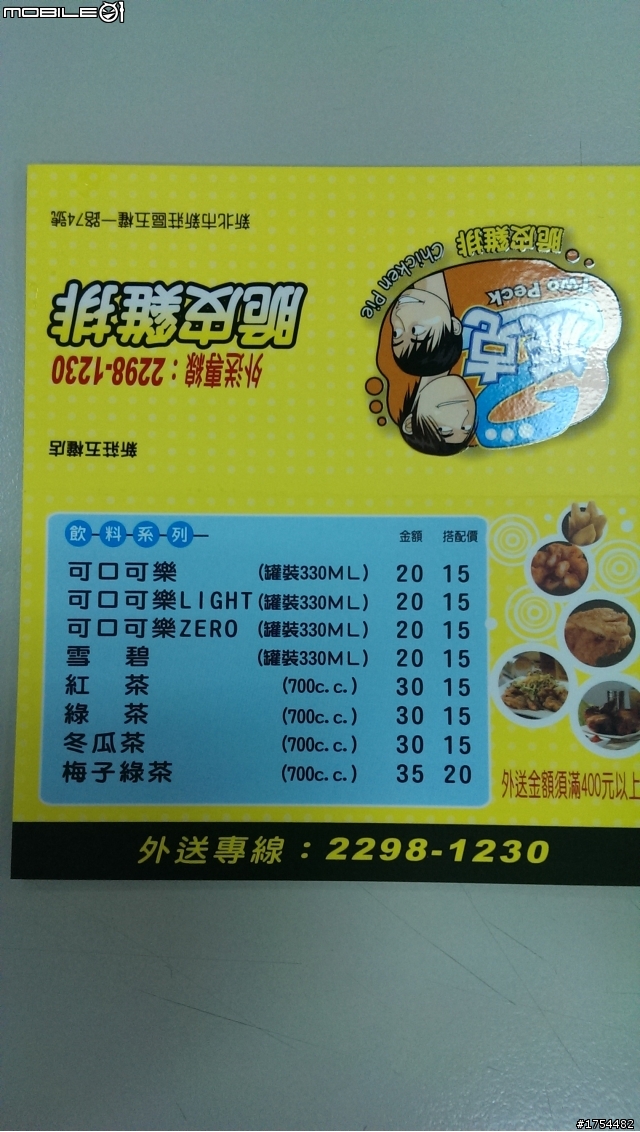 MOBILE01
新北市新莊區五權一路74號
脆皮雞排
Chicken Pie
Two Peck
派克
脆皮雞排
外送專線：2298-1230
新莊五權店
飲料系列 金額 搭配價
可口可樂 (罐裝330ML) 20 15
可口可樂LIGHT (罐裝330ML) 20 15
可口可樂ZERO (罐裝330ML) 20 15
雪 碧 (罐裝330ML) 20 15
紅 茶 (700c.c.) 30 15
綠 茶 (700c.c.) 30 15
冬瓜茶 (700c.c.) 30 15
梅子綠茶 (700c.c.) 35 20
外送金額須滿400元以上
外送專線：2298-1230
#1754482